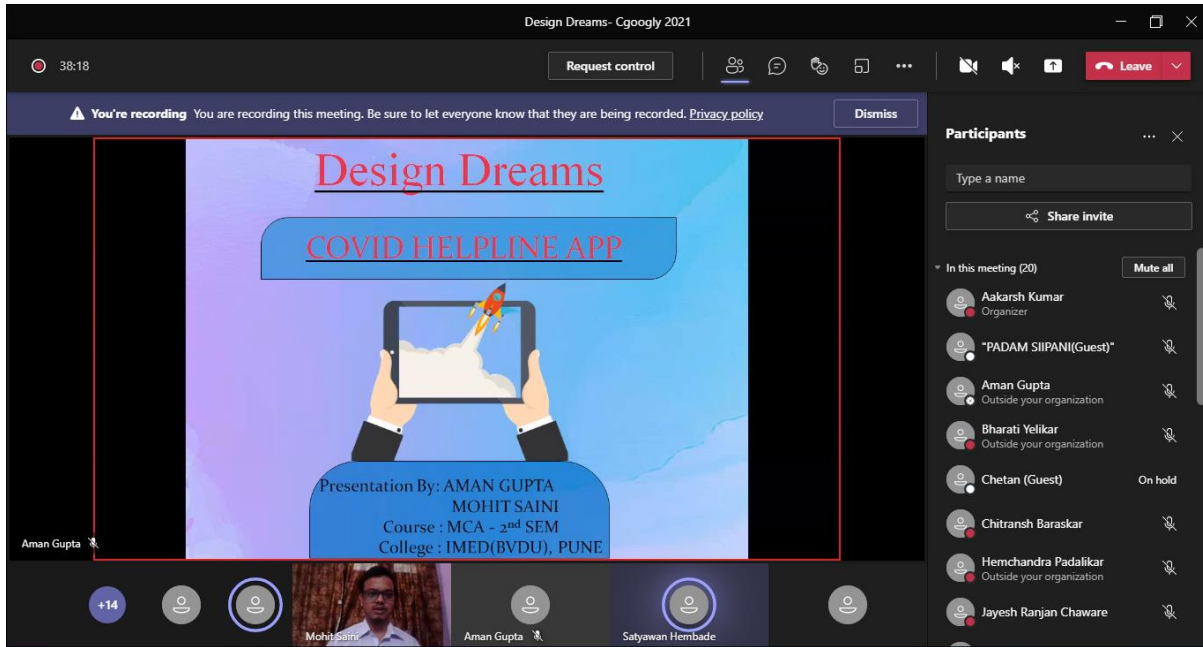 Design Dreams- Cgoogly 2021
38:18
Request control
Leave
You're recording You are recording this meeting. Be sure to let everyone know that they are being recorded. Privacy policy
Dismiss
Design Dreams
COVID HELPLINE APP
Presentation By: AMAN GUPTA
MOHIT SAINI
Course : MCA - 2nd SEM
College : IMED(BVDU), PUNE
Aman Gupta
+14
Mohit Saini
Aman Gupta
Satyawan Hembade
Participants
Type a name
Share invite
In this meeting (20)
Mute all
Aakarsh Kumar
Organizer
"PADAM SIIPANI(Guest)"
Aman Gupta
Outside your organization
Bharati Yelikar
Outside your organization
Chetan (Guest)
On hold
Chitransh Baraskar
Hemchandra Padalikar
Outside your organization
Jayesh Ranjan Chaware